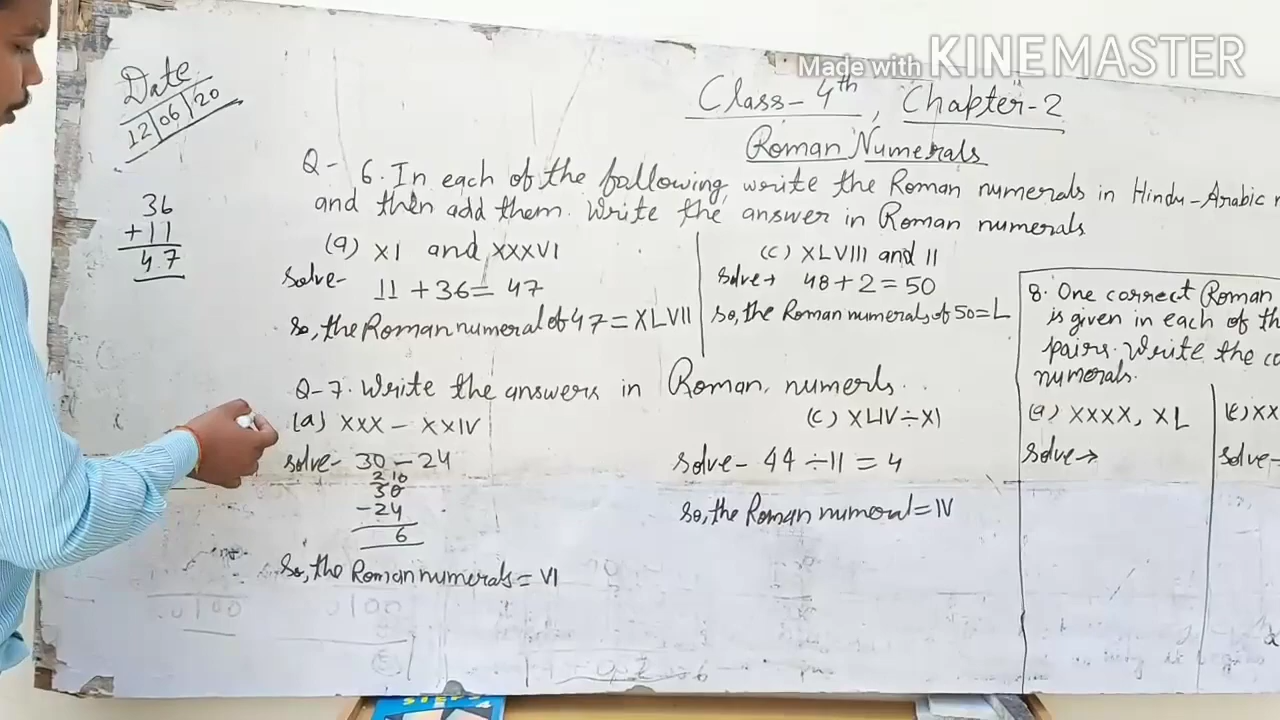 Made with KINEMASTER
Date
12/06/20
Class-4th, Chapter-2
Roman Numerals
Q- 6. In each of the following, write the Roman numerals in Hindu-Arabic
and then add them. Write the answer in Roman numerals
36
+11
47
(a) XI and XXXVI
Solve- 11+36= 47
So, the Roman numeral of 47 = XLVII
(c) XLVIII and II
Solve→ 48+2=50
So, the Roman numerals of 50=L
Q-7. Write the answers in Roman, numerls.
(a) XXX - XXIV
Solve- 30-24
2 10
30
-24
6
So, the Roman numerals= VI
(c) XLIV÷XI
Solve- 44÷11=4
So, the Roman numeral=IV
8. One correct Roman
is given in each of th
pairs. Write the co
numerals.
(a) XXXX, XL
Solve→
XX
Solve-
STEPS